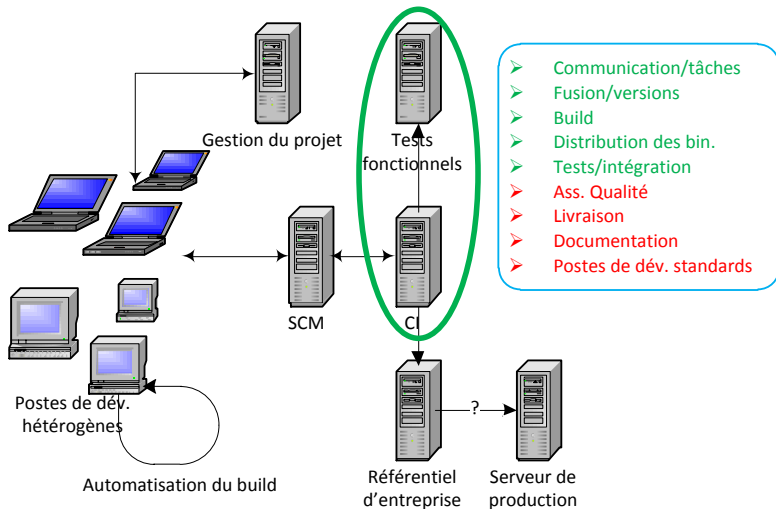 Gestion du projet
Tests
fonctionnels
➢ Communication/tâches
➢ Fusion/versions
➢ Build
➢ Distribution des bin.
➢ Tests/intégration
➢ Ass. Qualité
➢ Livraison
➢ Documentation
➢ Postes de dév. standards
SCM
CI
Postes de dév.
hétérogènes
?
Automatisation du build
Référentiel
d’entreprise
Serveur de
production